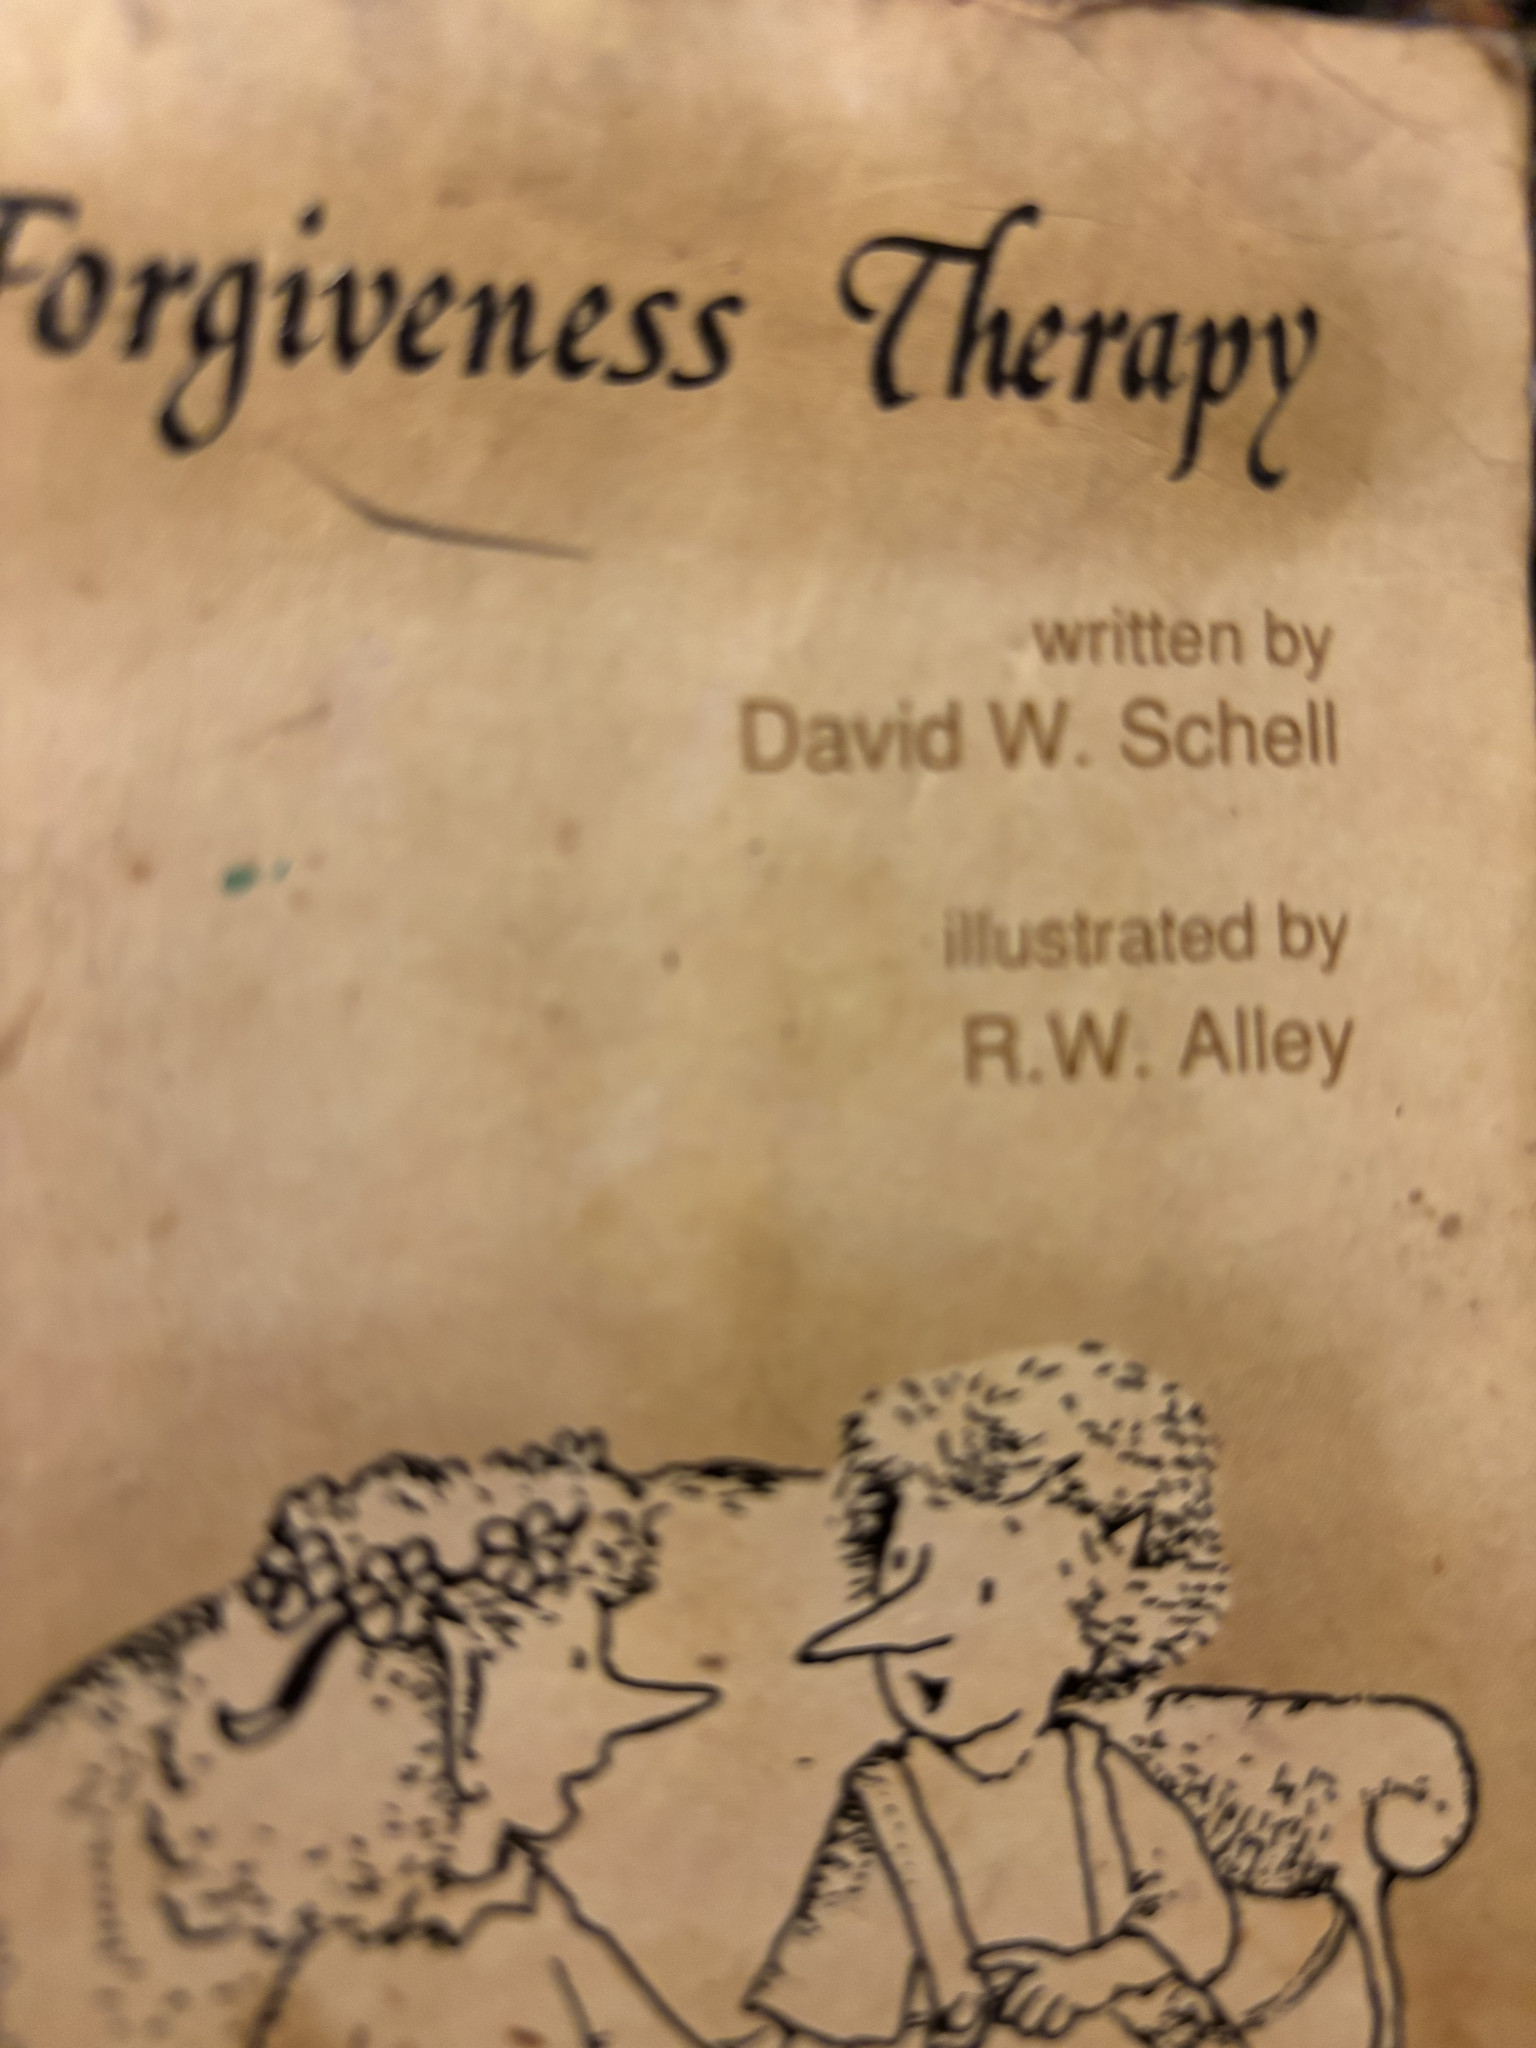 Forgiveness Therapy
written by
David W. Schell
illustrated by
R.W. Alley